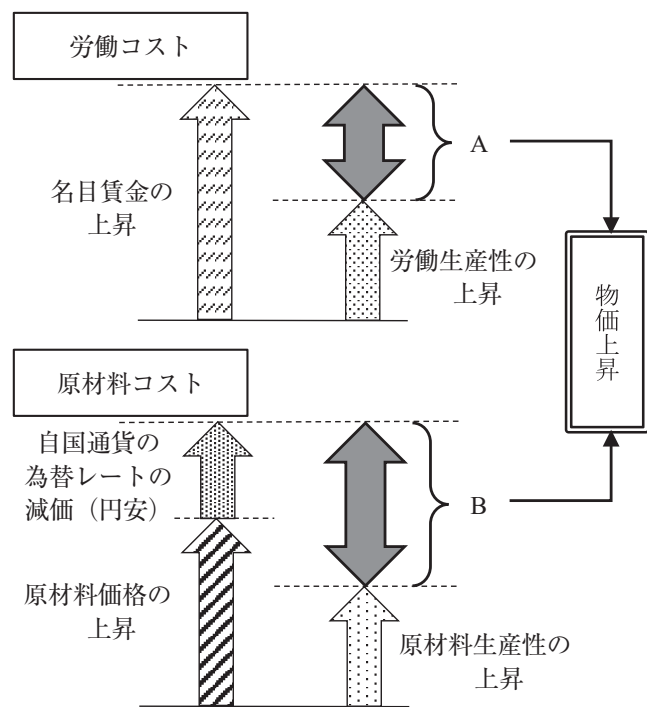 労働コスト
名目賃金の
上昇
A
労働生産性の
上昇
物価上昇
原材料コスト
自国通貨の
為替レートの
減価（円安）
B
原材料価格の
上昇
原材料生産性の
上昇